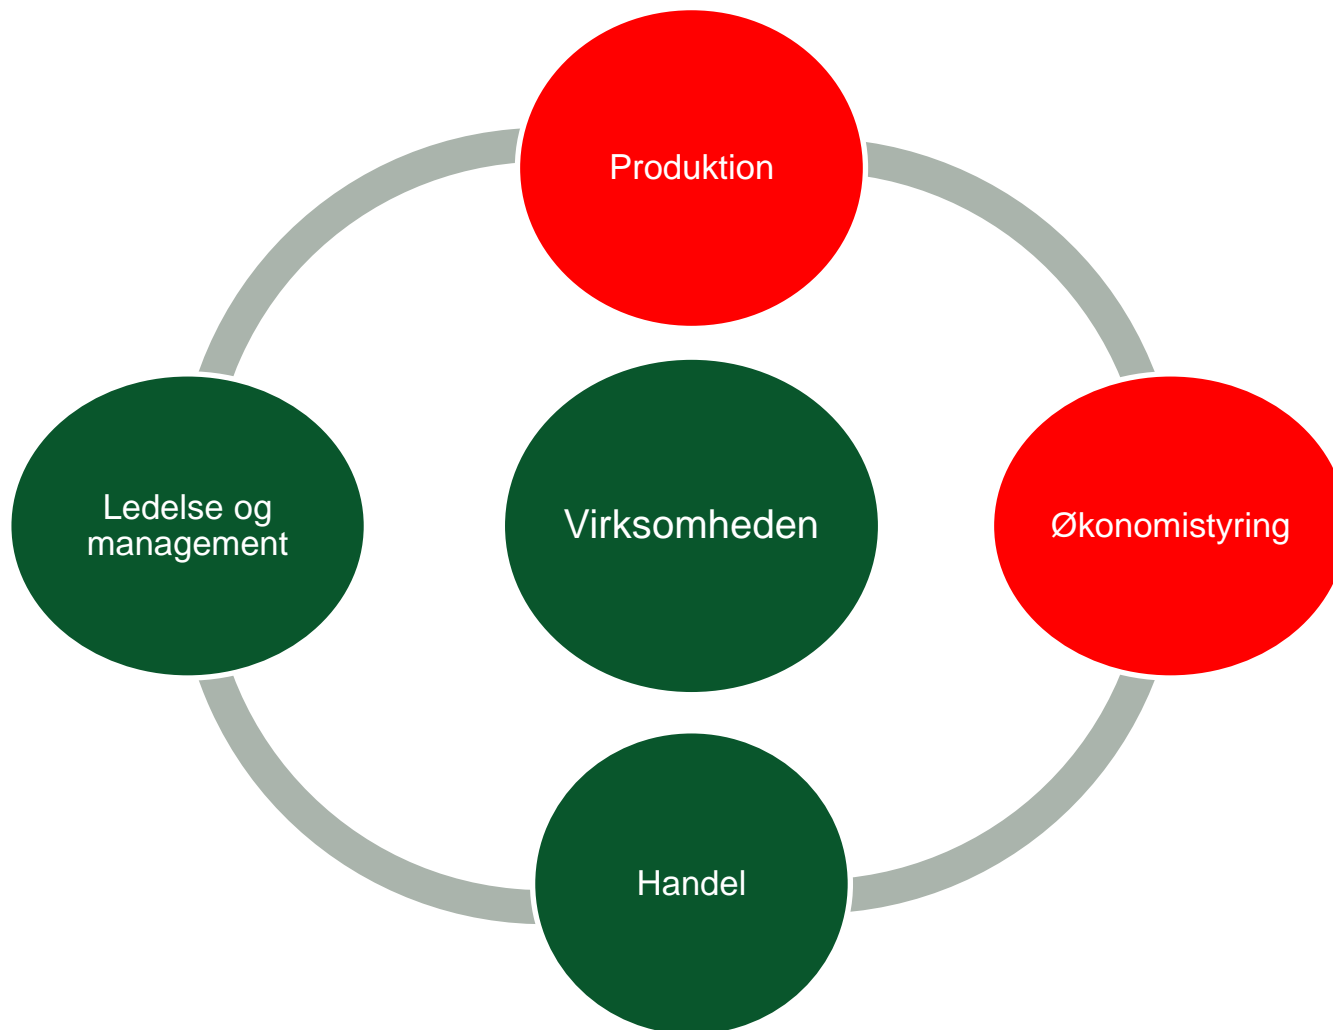 Produktion
Ledelse og
management
Virksomheden
Økonomistyring
Handel